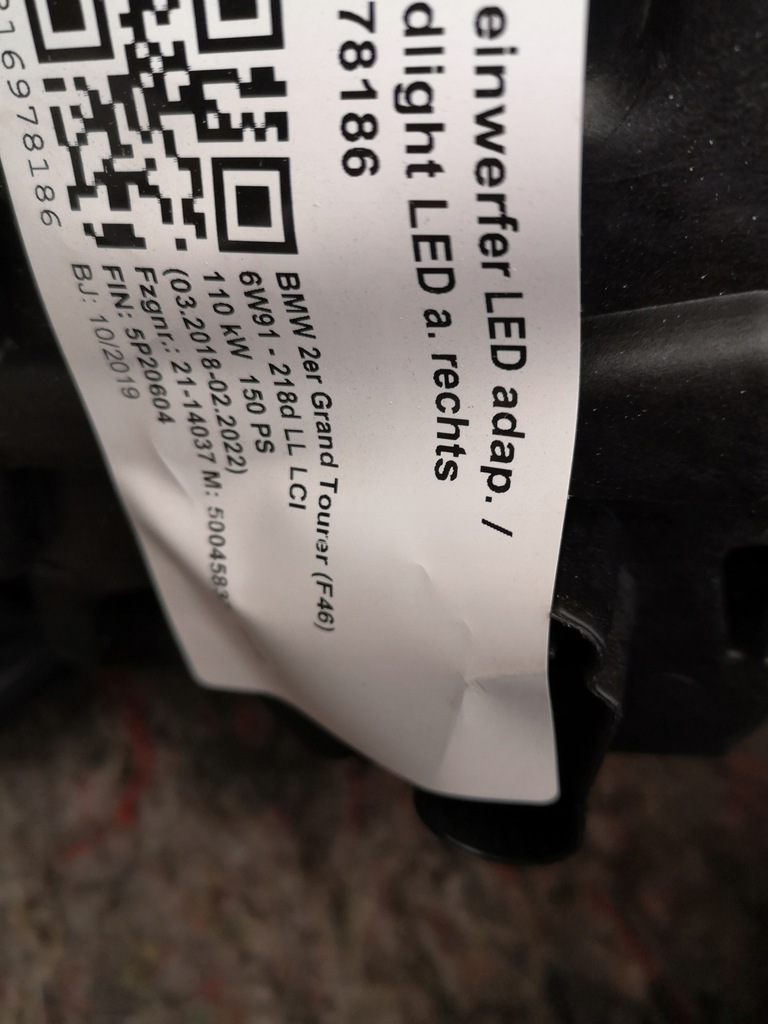 einwerfer LED adap. /
dlight LED a. rechts
78186
BMW 2er Grand Tourer (F46)
6W91 - 218d LL LCI
110 kW 150 PS
(03.2018-02.2022)
Fzgnr.: 21-14037 M: 5004583
FIN: 5P20604
BJ: 10/2019
16978186